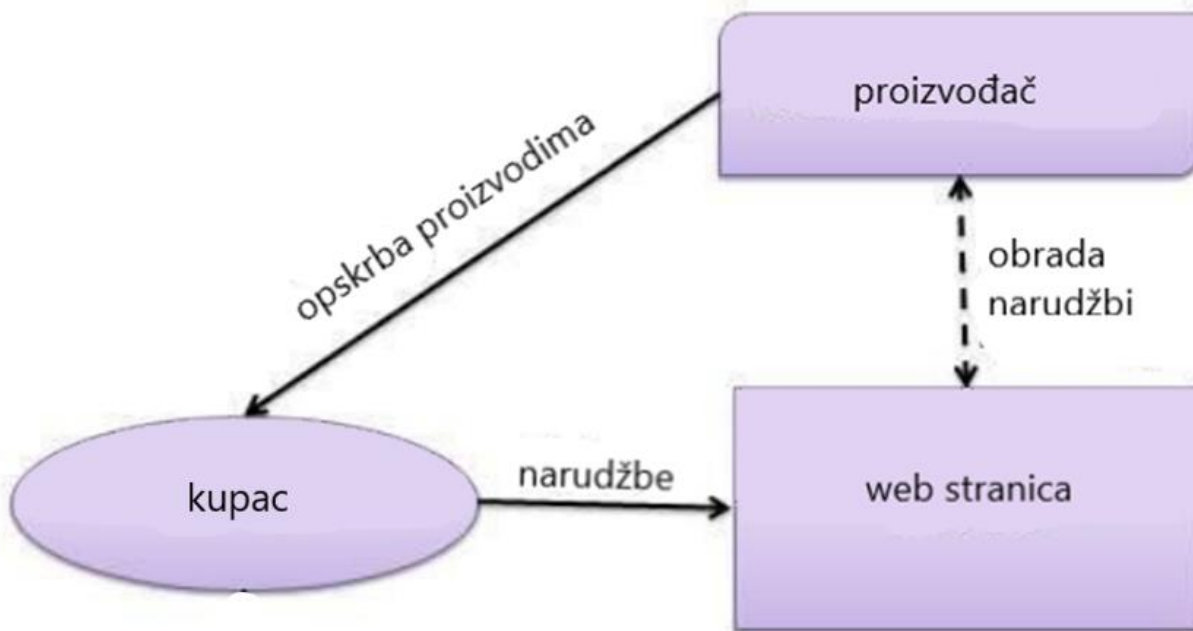 proizvođač
opskrba proizvodima
obrada
narudžbi
narudžbe
kupac
web stranica